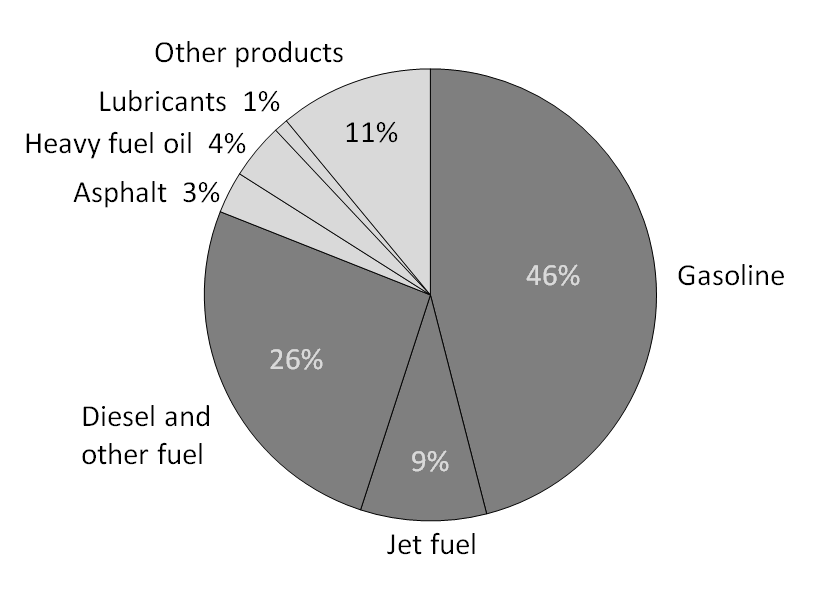 Other products
11%
Lubricants 1%
Heavy fuel oil 4%
Asphalt 3%
46%
Gasoline
26%
Diesel and
other fuel
9%
Jet fuel